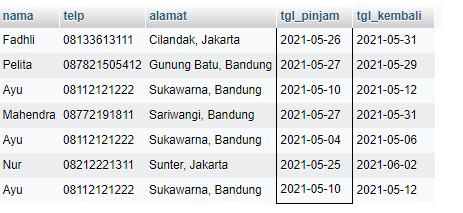 nama telp alamat tgl_pinjam tgl_kembali
Fadhli 08133613111 Cilandak, Jakarta 2021-05-26 2021-05-31
Pelita 087821505412 Gunung Batu, Bandung 2021-05-27 2021-05-29
Ayu 08112121222 Sukawarna, Bandung 2021-05-10 2021-05-12
Mahendra 08772191811 Sariwangi, Bandung 2021-05-27 2021-05-31
Ayu 08112121222 Sukawarna, Bandung 2021-05-04 2021-05-06
Nur 08212221311 Sunter, Jakarta 2021-05-25 2021-06-02
Ayu 08112121222 Sukawarna, Bandung 2021-05-10 2021-05-12